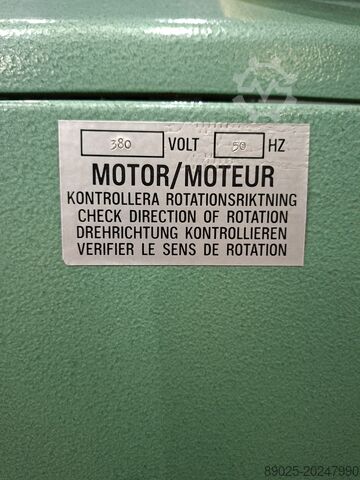 380 VOLT 50 HZ
MOTOR/MOTEUR
KONTROLLERA ROTATIONSRIKTNING
CHECK DIRECTION OF ROTATION
DREHRICHTUNG KONTROLLIEREN
VERIFIER LE SENS DE ROTATION
89025-20247990